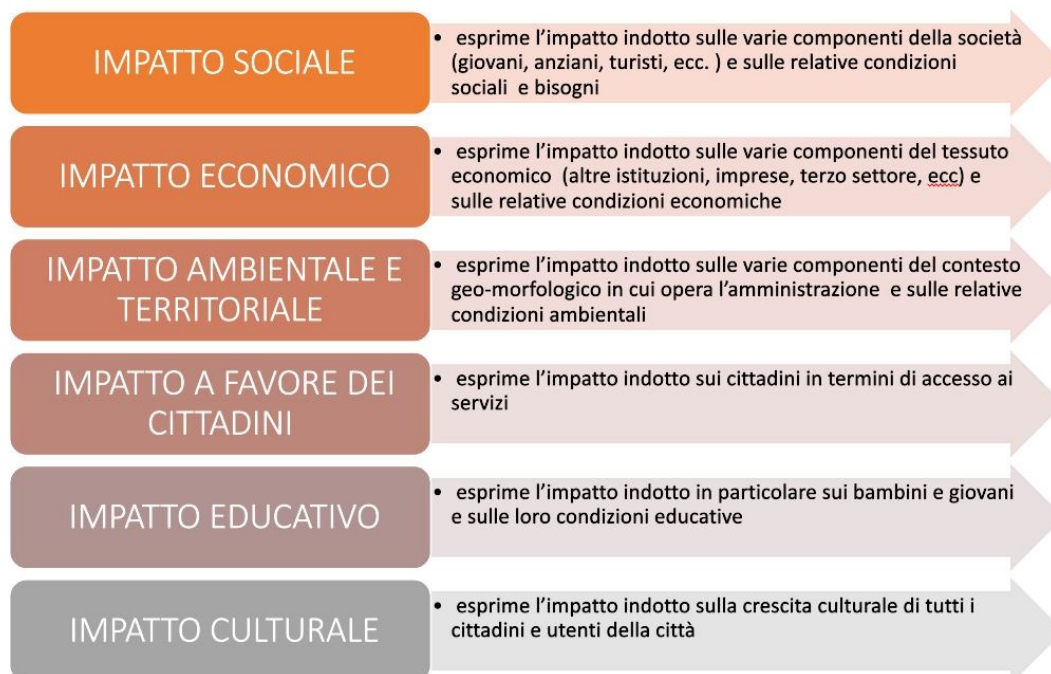 IMPATTO SOCIALE
• esprime l’impatto indotto sulle varie componenti della società
(giovani, anziani, turisti, ecc. ) e sulle relative condizioni
sociali e bisogni
IMPATTO ECONOMICO
• esprime l’impatto indotto sulle varie componenti del tessuto
economico (altre istituzioni, imprese, terzo settore, ecc) e
sulle relative condizioni economiche
IMPATTO AMBIENTALE E
TERRITORIALE
• esprime l’impatto indotto sulle varie componenti del contesto
geo-morfologico in cui opera l’amministrazione e sulle relative
condizioni ambientali
IMPATTO A FAVORE DEI
CITTADINI
• esprime l’impatto indotto sui cittadini in termini di accesso ai
servizi
IMPATTO EDUCATIVO
• esprime l’impatto indotto in particolare sui bambini e giovani
e sulle loro condizioni educative
IMPATTO CULTURALE
• esprime l’impatto indotto sulla crescita culturale di tutti i
cittadini e utenti della città